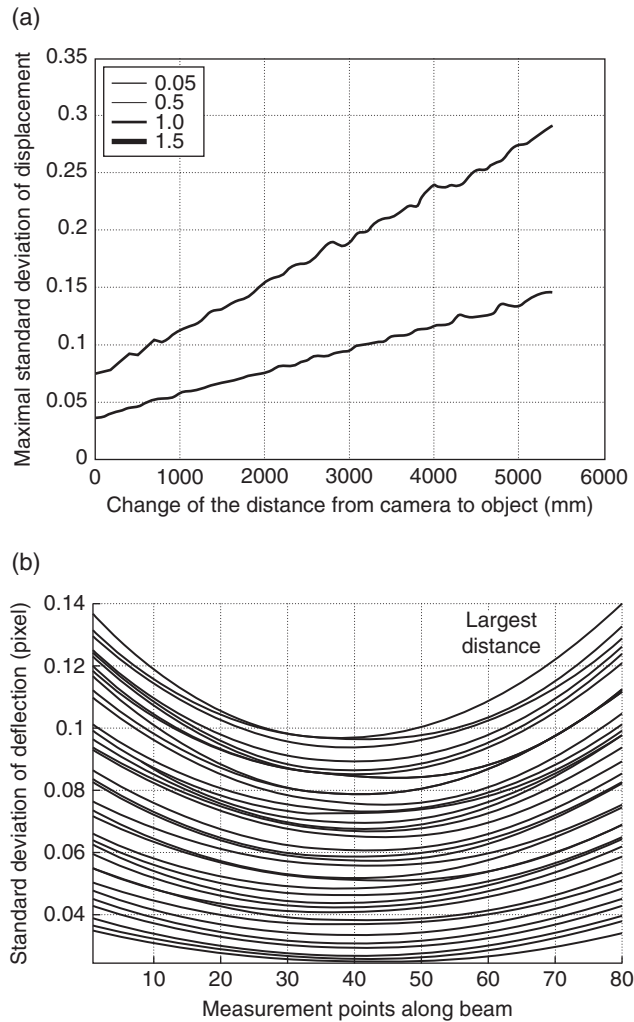 (a)
Maximal standard deviation of displacement
0.35
0.3
0.25
0.2
0.15
0.1
0.05
0
0.05
0.5
1.0
1.5
0 1000 2000 3000 4000 5000 6000
Change of the distance from camera to object (mm)
(b)
Standard deviation of deflection (pixel)
0.14
0.12
0.1
0.08
0.06
0.04
Largest
distance
10 20 30 40 50 60 70 80
Measurement points along beam